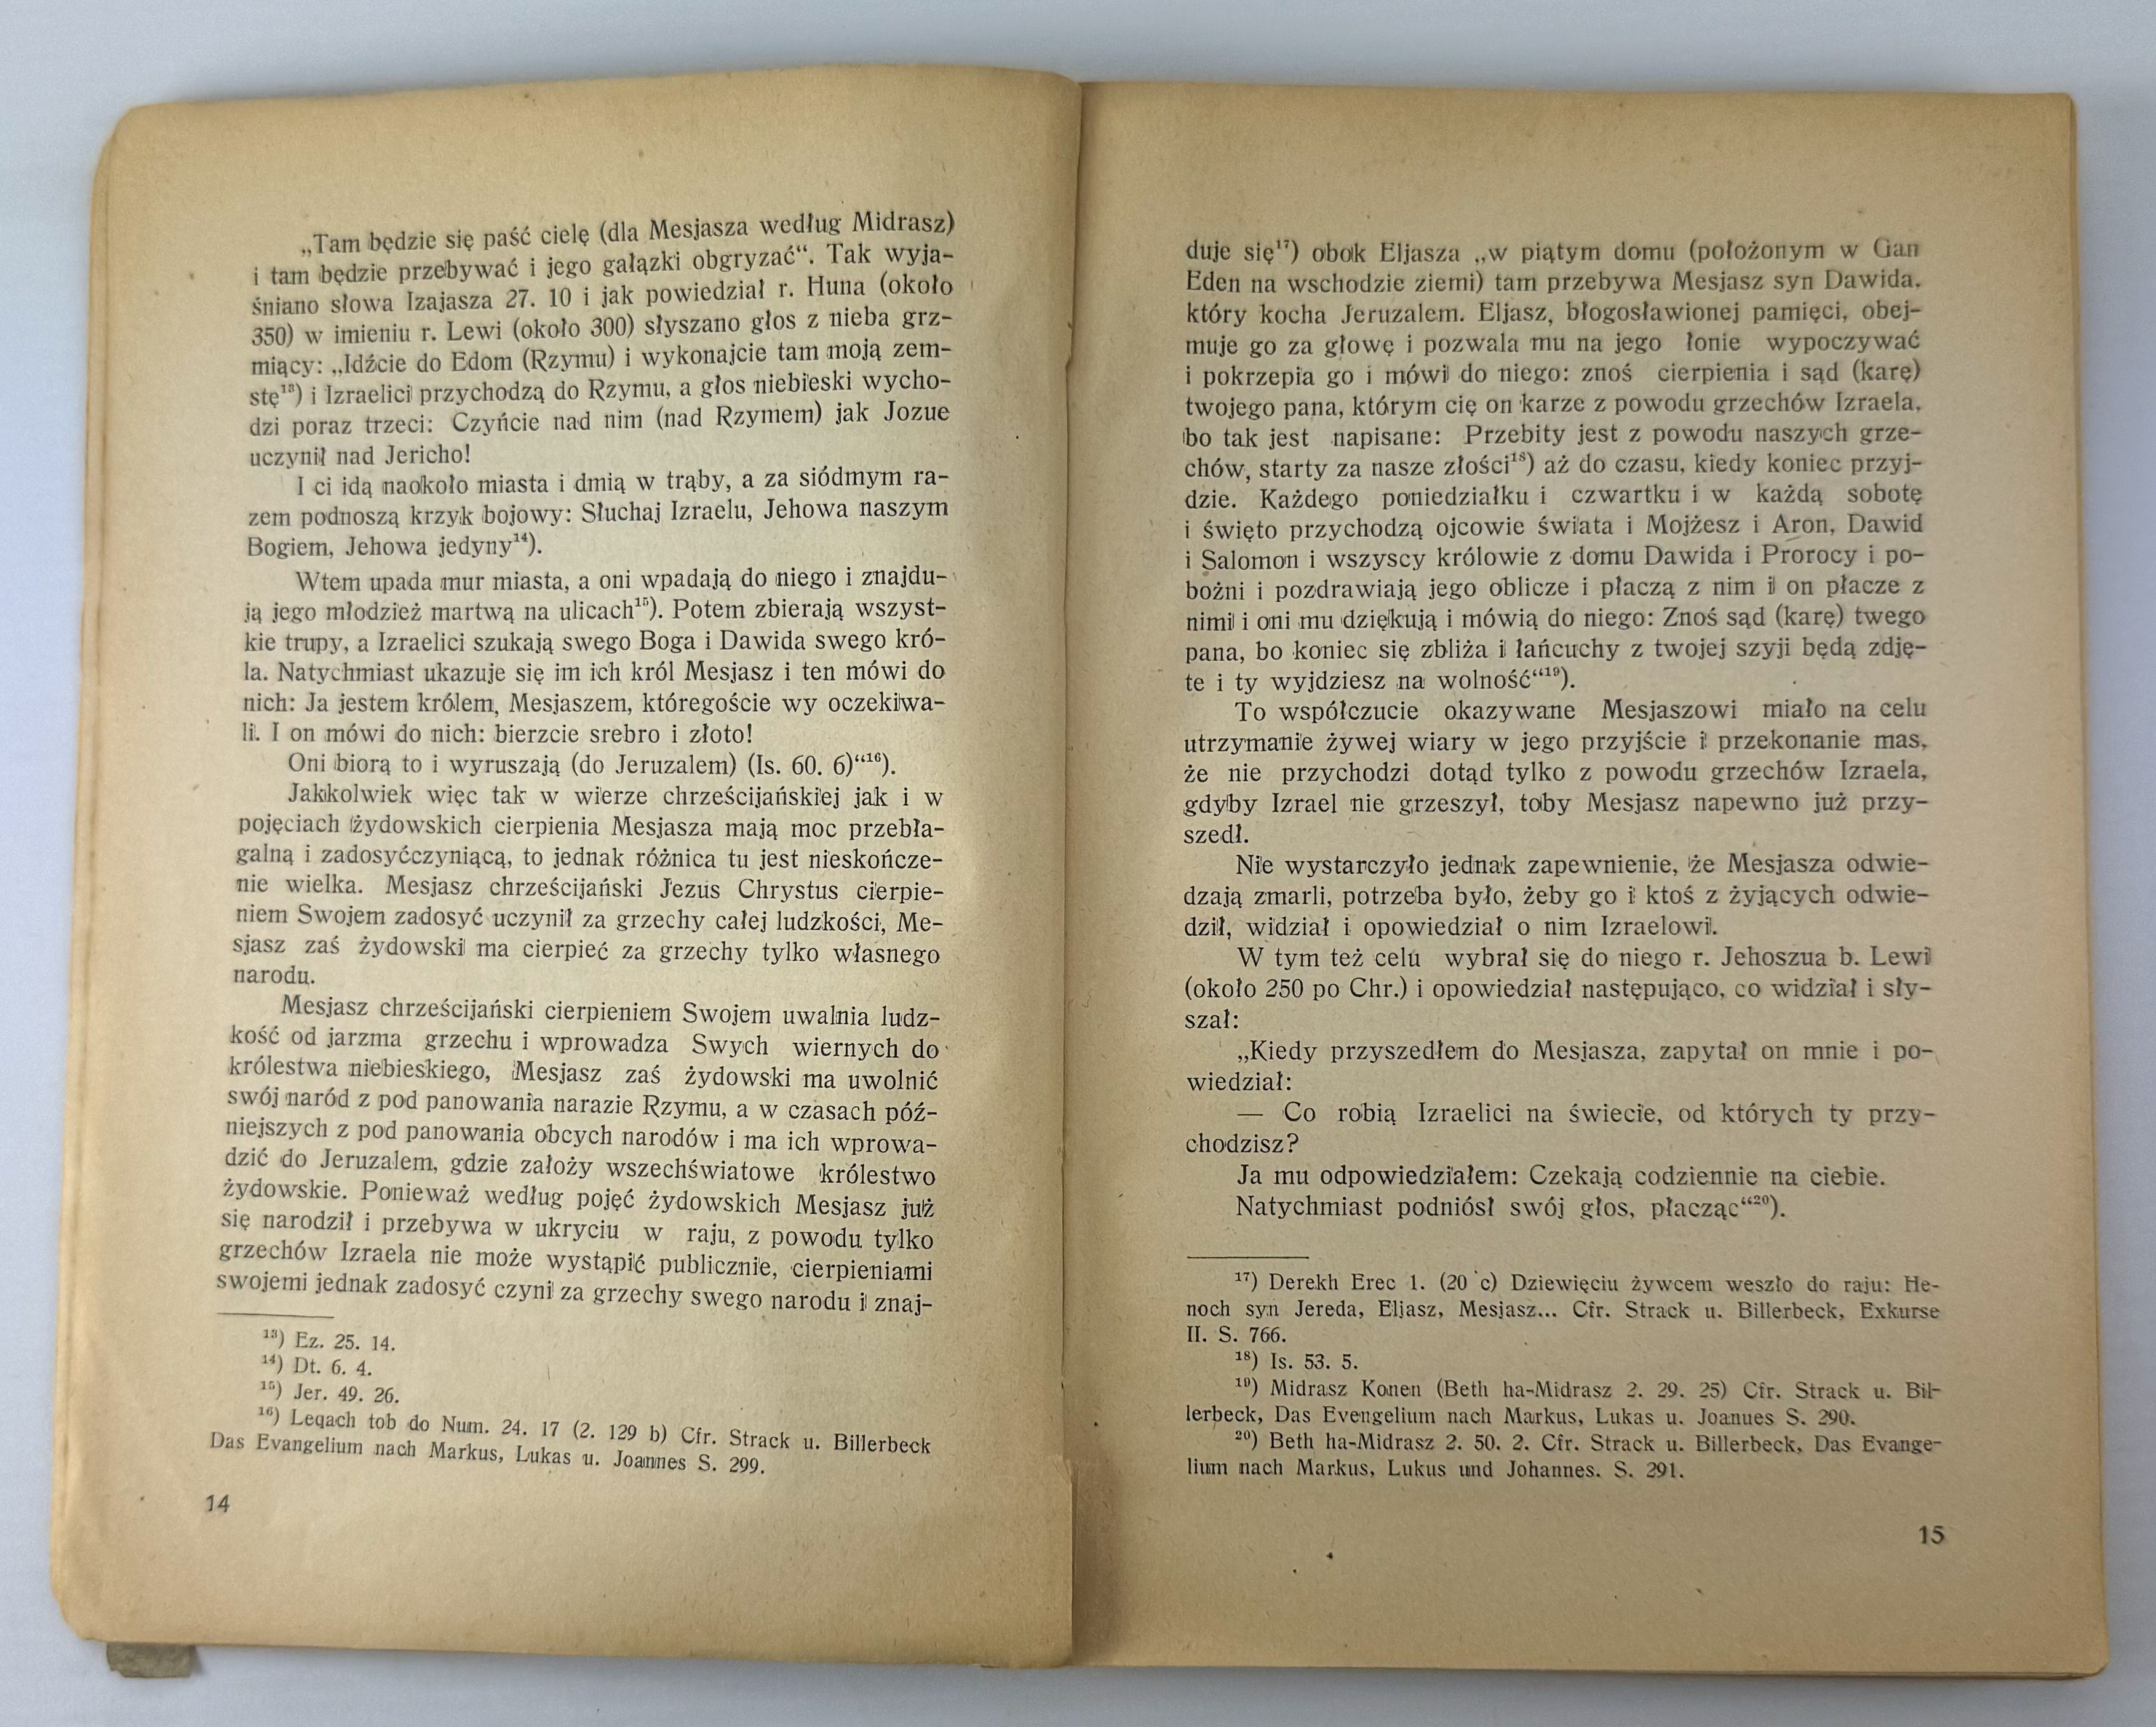 „Tam będzie się paść cielę (dla Mesjasza według Midrasz)
i tam będzie przebywać i jego gałązki obgryzać“. Tak wyja-
śniano słowa Izajasza 27. 10 i jak powiedział r. Huna (około
350) w imieniu r. Lewi (około 300) słyszano głos z nieba grz-
miący: „Idźcie do Edom (Rzymu) i wykonajcie tam moją zem-
stę¹³) i Izraelici przychodzą do Rzymu, a głos niebieski wycho-
dzi poraz trzeci: Czyńcie nad nim (nad Rzymem) jak Jozue
uczynił nad Jericho!
I ci idą naokoło miasta i dmią w trąby, a za siódmym ra-
zem podnoszą krzyk bojowy: Słuchaj Izraelu, Jehowa naszym
Bogiem, Jehowa jedyny¹⁴).
Wtem upada mur miasta, a oni wpadają do niego i znajdu-
ją jego młodzież martwą na ulicach¹⁵). Potem zbierają wszyst-
kie trupy, a Izraelici szukają swego Boga i Dawida swego kró-
la. Natychmiast ukazuje się im ich król Mesjasz i ten mówi do
nich: Ja jestem królem, Mesjaszem, któregoście wy oczekiwa-
li. I on mówi do nich: bierzcie srebro i złoto!
Oni biorą to i wyruszają (do Jeruzalem) (Is. 60. 6)“¹⁶).
Jakkolwiek więc tak w wierze chrześcijańskiej jak i w
pojęciach żydowskich cierpienia Mesjasza mają moc przebła-
galną i zadosyćczyniącą, to jednak różnica tu jest nieskończe-
nie wielka. Mesjasz chrześcijański Jezus Chrystus cierpie-
niem Swojem zadosyć uczynił za grzechy całej ludzkości, Me-
sjasz zaś żydowski ma cierpieć za grzechy tylko własnego
narodu.
Mesjasz chrześcijański cierpieniem Swojem uwalnia ludz-
kość od jarzma grzechu i wprowadza Swych wiernych do
królestwa niebieskiego, Mesjasz zaś żydowski ma uwolnić
swój naród z pod panowania narazie Rzymu, a w czasach póź-
niejszych z pod panowania obcych narodów i ma ich wprowa-
dzić do Jeruzalem, gdzie założy wszechświatowe królestwo
żydowskie. Ponieważ według pojęć żydowskich Mesjasz już
się narodził i przebywa w ukryciu w raju, z powodu tylko
grzechów Izraela nie może wystąpić publicznie, cierpieniami
swojemi jednak zadosyć czyni za grzechy swego narodu i znaj-
¹³) Ez. 25. 14.
¹⁴) Dt. 6. 4.
¹⁵) Jer. 49. 26.
¹⁶) Leqach tob do Num. 24. 17 (2. 129 b) Cfr. Strack u. Billerbeck
Das Evangelium nach Markus, Lukas u. Joannes S. 299.
14
duje się¹⁷) obok Eljasza „w piątym domu (położonym w Gan
Eden na wschodzie ziemi) tam przebywa Mesjasz syn Dawida,
który kocha Jeruzalem. Eljasz, błogosławionej pamięci, obej-
muje go za głowę i pozwala mu na jego łonie wypoczywać
i pokrzepia go i mówi do niego: znoś cierpienia i sąd (karę)
twojego pana, którym cię on karze z powodu grzechów Izraela,
bo tak jest napisane: Przebity jest z powodu naszych grze-
chów, starty za nasze złości¹⁸) aż do czasu, kiedy koniec przyj-
dzie. Każdego poniedziałku i czwartku i w każdą sobotę
i święto przychodzą ojcowie świata i Mojżesz i Aron, Dawid
i Salomon i wszyscy królowie z domu Dawida i Prorocy i po-
bożni i pozdrawiają jego oblicze i płaczą z nim i on płacze z
nimi i oni mu dziękują i mówią do niego: Znoś sąd (karę) twego
pana, bo koniec się zbliża i łańcuchy z twojej szyji będą zdję-
te i ty wyjdziesz na wolność“¹⁹).
To współczucie okazywane Mesjaszowi miało na celu
utrzymanie żywej wiary w jego przyjście i przekonanie mas,
że nie przychodzi dotąd tylko z powodu grzechów Izraela,
gdyby Izrael nie grzeszył, toby Mesjasz napewno już przy-
szedł.
Nie wystarczyło jednak zapewnienie, że Mesjasza odwie-
dzają zmarli, potrzeba było, żeby go i ktoś z żyjących odwie-
dził, widział i opowiedział o nim Izraelowi.
W tym też celu wybrał się do niego r. Jehoszua b. Lewi
(około 250 po Chr.) i opowiedział następująco, co widział i sły-
szał:
„Kiedy przyszedłem do Mesjasza, zapytał on mnie i po-
wiedział:
— Co robią Izraelici na świecie, od których ty przy-
chodzisz?
Ja mu odpowiedziałem: Czekają codziennie na ciebie.
Natychmiast podniósł swój głos, płacząc“²⁰).
¹⁷) Derekh Erec 1. (20 c) Dziewięciu żywcem weszło do raju: He-
noch syn Jereda, Eljasz, Mesjasz... Cfr. Strack u. Billerbeck, Exkurse
II. S. 766.
¹⁸) Is. 53. 5.
¹⁹) Midrasz Konen (Beth ha-Midrasz 2. 29. 25) Cfr. Strack u. Bil-
lerbeck, Das Evengelium nach Markus, Lukas u. Joanues S. 290.
²⁰) Beth ha-Midrasz 2. 50. 2. Cfr. Strack u. Billerbeck, Das Evange-
lium nach Markus, Lukus und Johannes. S. 291.
15